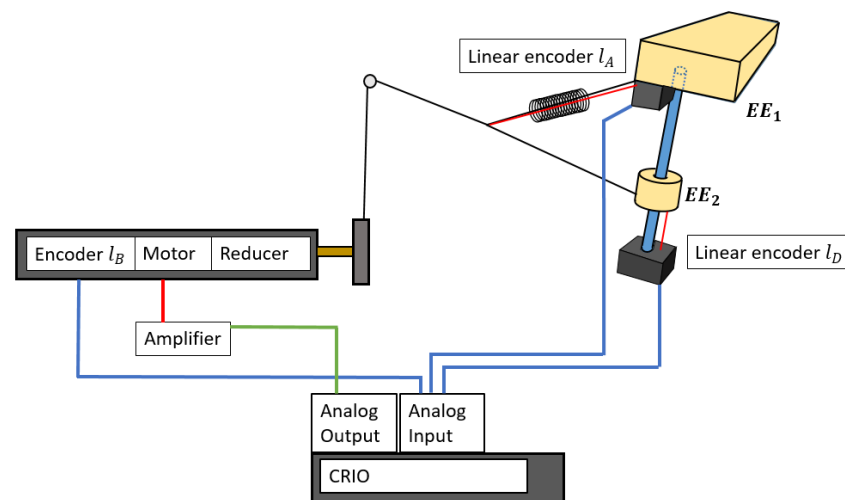 Linear encoder l_A
EE_1
EE_2
Encoder l_B
Motor
Reducer
Linear encoder l_D
Amplifier
Analog
Output
Analog
Input
CRIO